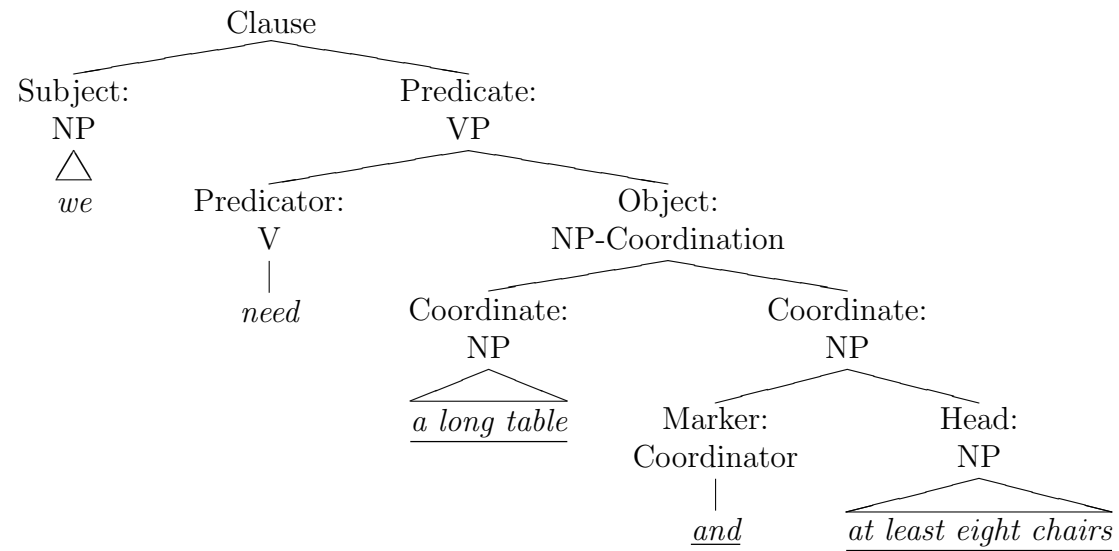 Clause
Subject: Predicate:
NP VP
we Predicator: Object:
V NP-Coordination
need Coordinate: Coordinate:
NP NP
a long table Marker: Head:
Coordinator NP
and at least eight chairs